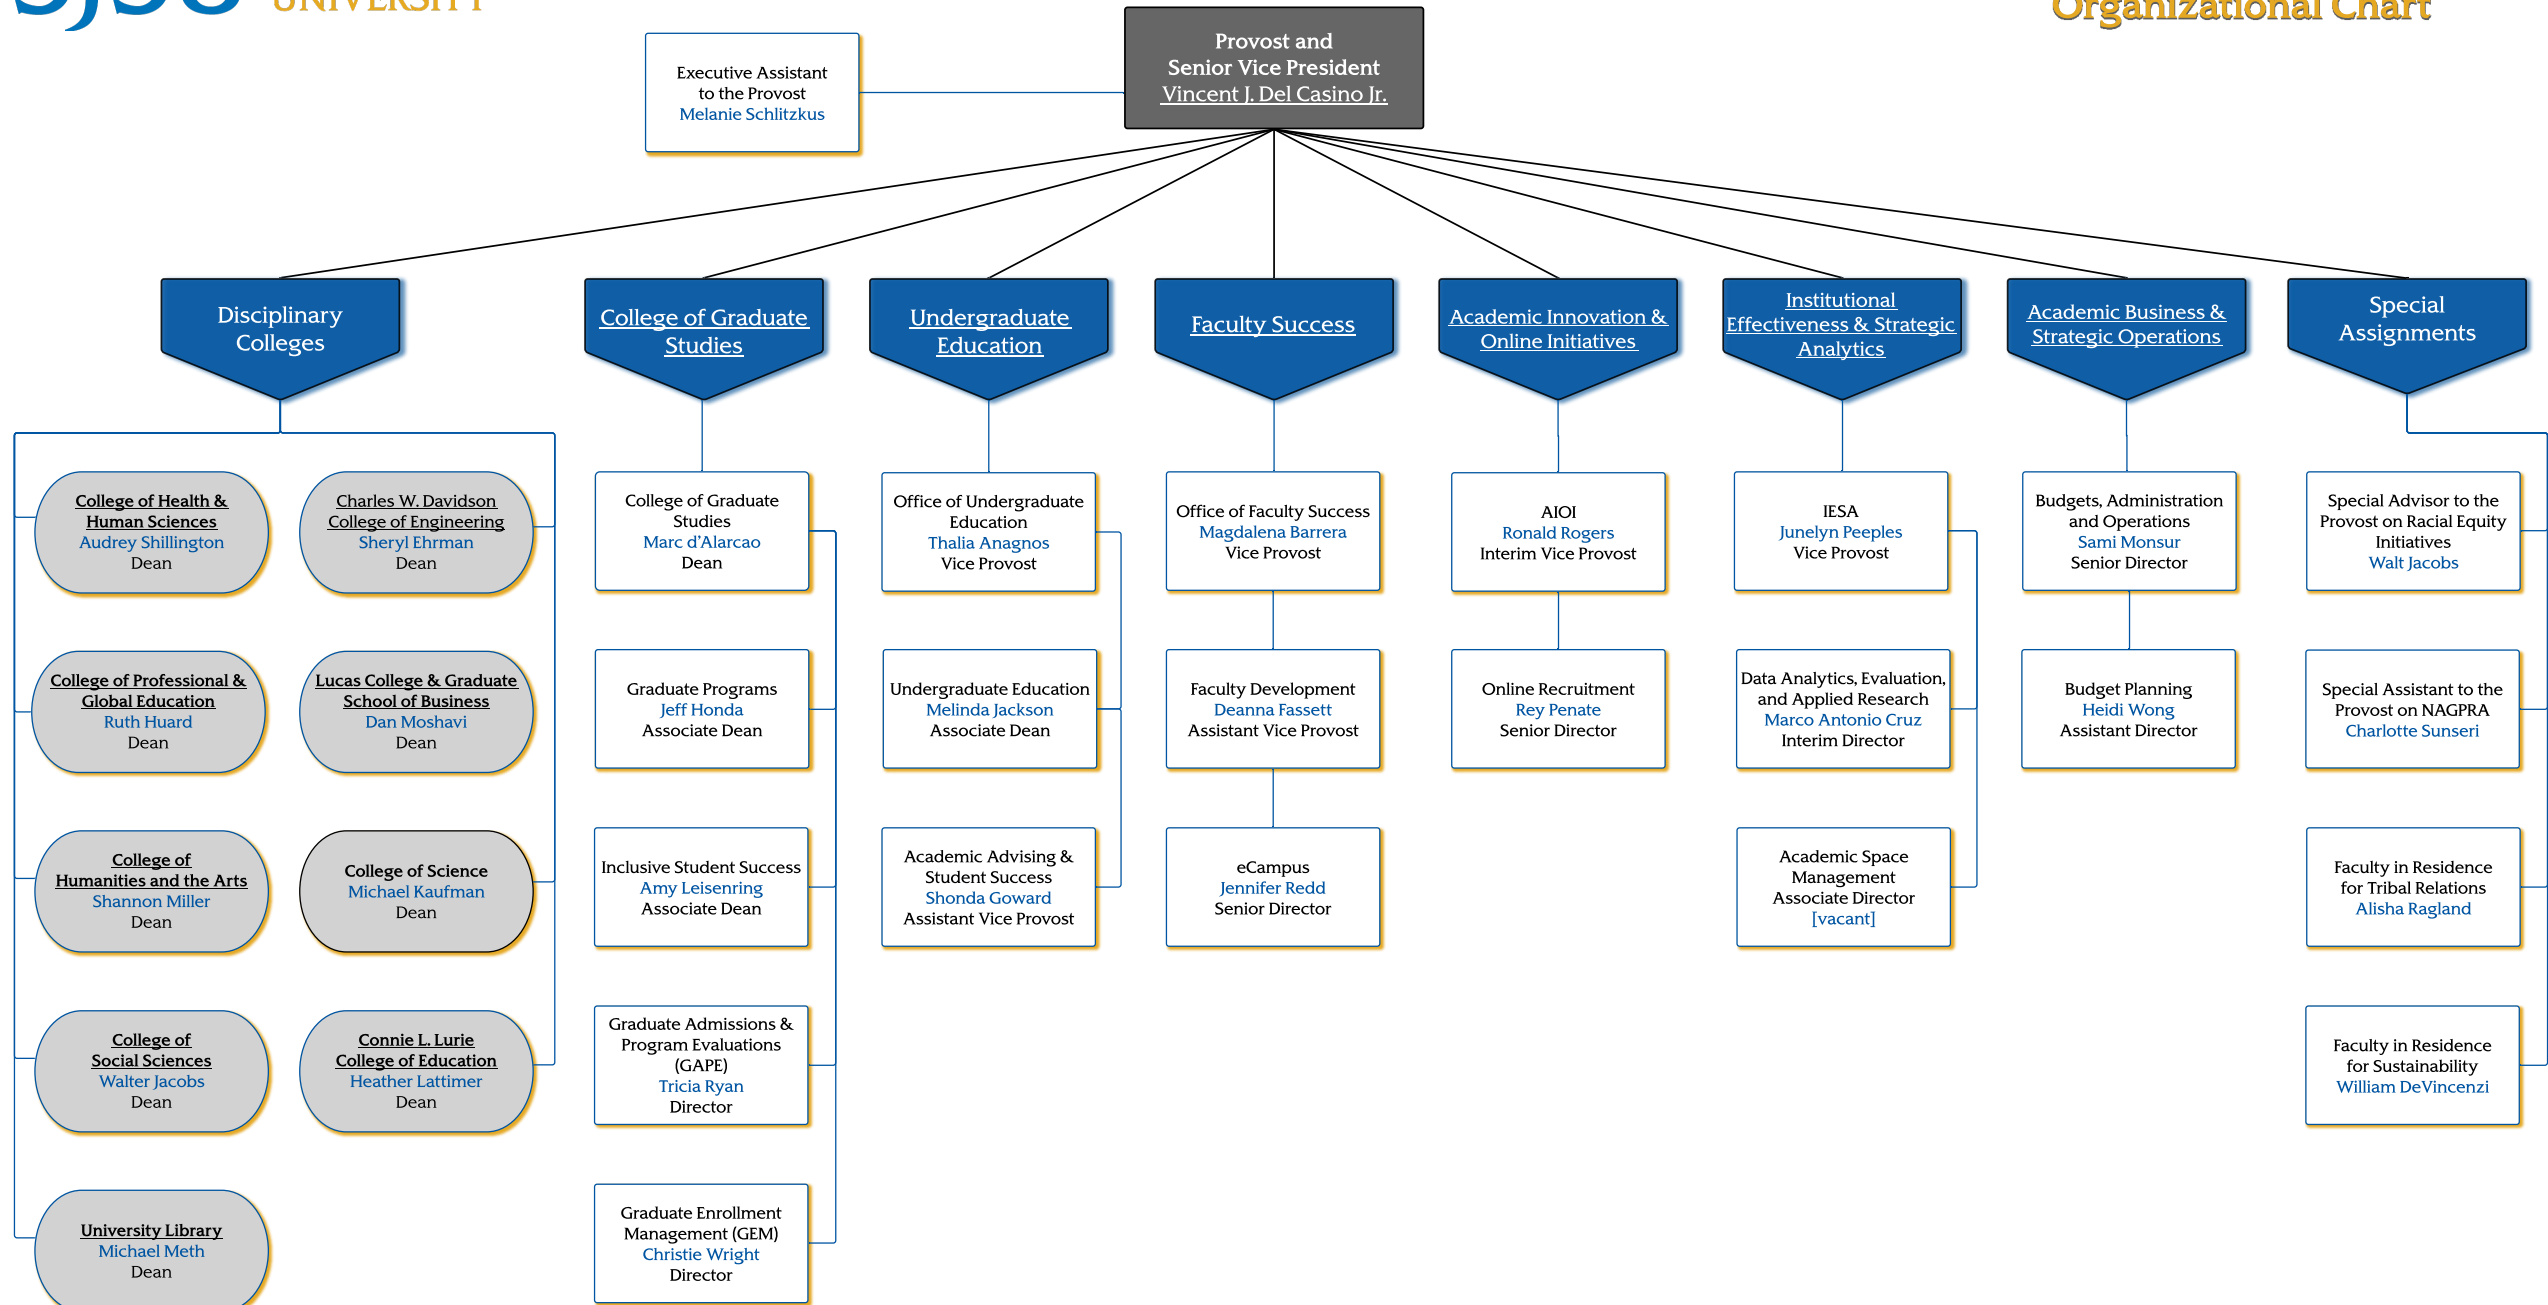 SJSU UNIVERSITY
Organizational Chart
Provost and
Senior Vice President
Vincent J. Del Casino Jr.
Executive Assistant
to the Provost
Melanie Schlitzkus
Disciplinary
Colleges
College of Graduate
Studies
Undergraduate
Education
Faculty Success
Academic Innovation &
Online Initiatives
Institutional
Effectiveness & Strategic
Analytics
Academic Business &
Strategic Operations
Special
Assignments
College of Health &
Human Sciences
Audrey Shillington
Dean
Charles W. Davidson
College of Engineering
Sheryl Ehrman
Dean
College of Professional &
Global Education
Ruth Huard
Dean
Lucas College & Graduate
School of Business
Dan Moshavi
Dean
College of
Humanities and the Arts
Shannon Miller
Dean
College of Science
Michael Kaufman
Dean
College of
Social Sciences
Walter Jacobs
Dean
Connie L. Lurie
College of Education
Heather Lattimer
Dean
University Library
Michael Meth
Dean
College of Graduate
Studies
Marc d'Alarcao
Dean
Graduate Programs
Jeff Honda
Associate Dean
Inclusive Student Success
Amy Leisenring
Associate Dean
Graduate Admissions &
Program Evaluations
(GAPE)
Tricia Ryan
Director
Graduate Enrollment
Management (GEM)
Christie Wright
Director
Office of Undergraduate
Education
Thalia Anagnos
Vice Provost
Undergraduate Education
Melinda Jackson
Associate Dean
Academic Advising &
Student Success
Shonda Goward
Assistant Vice Provost
Office of Faculty Success
Magdalena Barrera
Vice Provost
Faculty Development
Deanna Fassett
Assistant Vice Provost
eCampus
Jennifer Redd
Senior Director
AIOI
Ronald Rogers
Interim Vice Provost
Online Recruitment
Rey Penate
Senior Director
IESA
Junelyn Peeples
Vice Provost
Data Analytics, Evaluation,
and Applied Research
Marco Antonio Cruz
Interim Director
Academic Space
Management
Associate Director
[vacant]
Budgets, Administration
and Operations
Sami Monsur
Senior Director
Budget Planning
Heidi Wong
Assistant Director
Special Advisor to the
Provost on Racial Equity
Initiatives
Walt Jacobs
Special Assistant to the
Provost on NAGPRA
Charlotte Sunseri
Faculty in Residence
for Tribal Relations
Alisha Ragland
Faculty in Residence
for Sustainability
William DeVincenzi